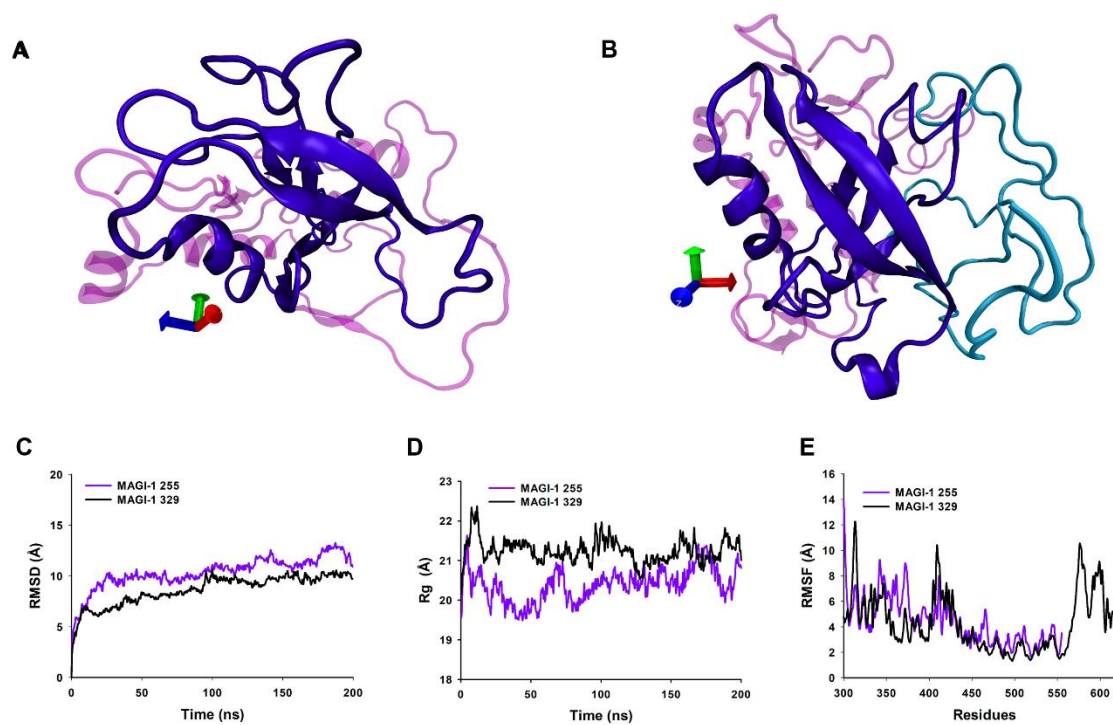 A
B
C
D
E
MAGI-1 255
MAGI-1 329
RMSD (Å)
20
15
10
5
0
0 50 100 150 200
Time (ns)
MAGI-1 255
MAGI-1 329
Rg (Å)
23
22
21
20
19
18
0 50 100 150 200
Time (ns)
MAGI-1 255
MAGI-1 329
RMSF (Å)
16
14
12
10
8
6
4
2
0
300 350 400 450 500 550 600
Residues